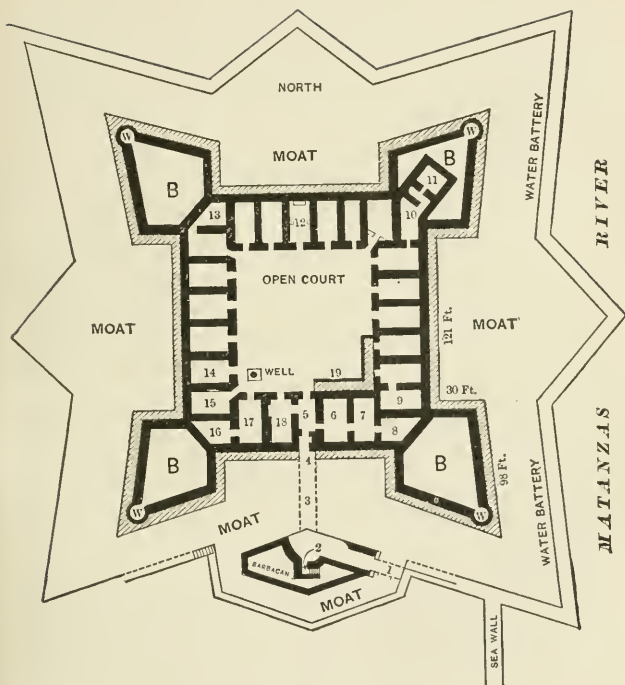 NORTH
MOAT
WATER BATTERY
RIVER
W
W
B
B
11
10
13
12
OPEN COURT
MOAT
MOAT
121 Ft.
30 Ft.
WELL
19
14
15
16
17
18
5
6
7
8
9
B
B
98 Ft.
W
W
4
3
MOAT
WATER BATTERY
MATANZAS
2
BARBACAN
1
MOAT
SEA WALL